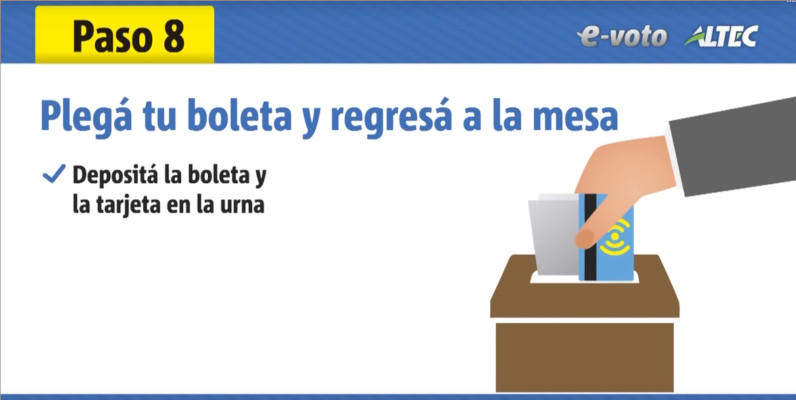 Paso 8
e-voto ALTEC
Plegá tu boleta y regresá a la mesa
Depositá la boleta y
la tarjeta en la urna